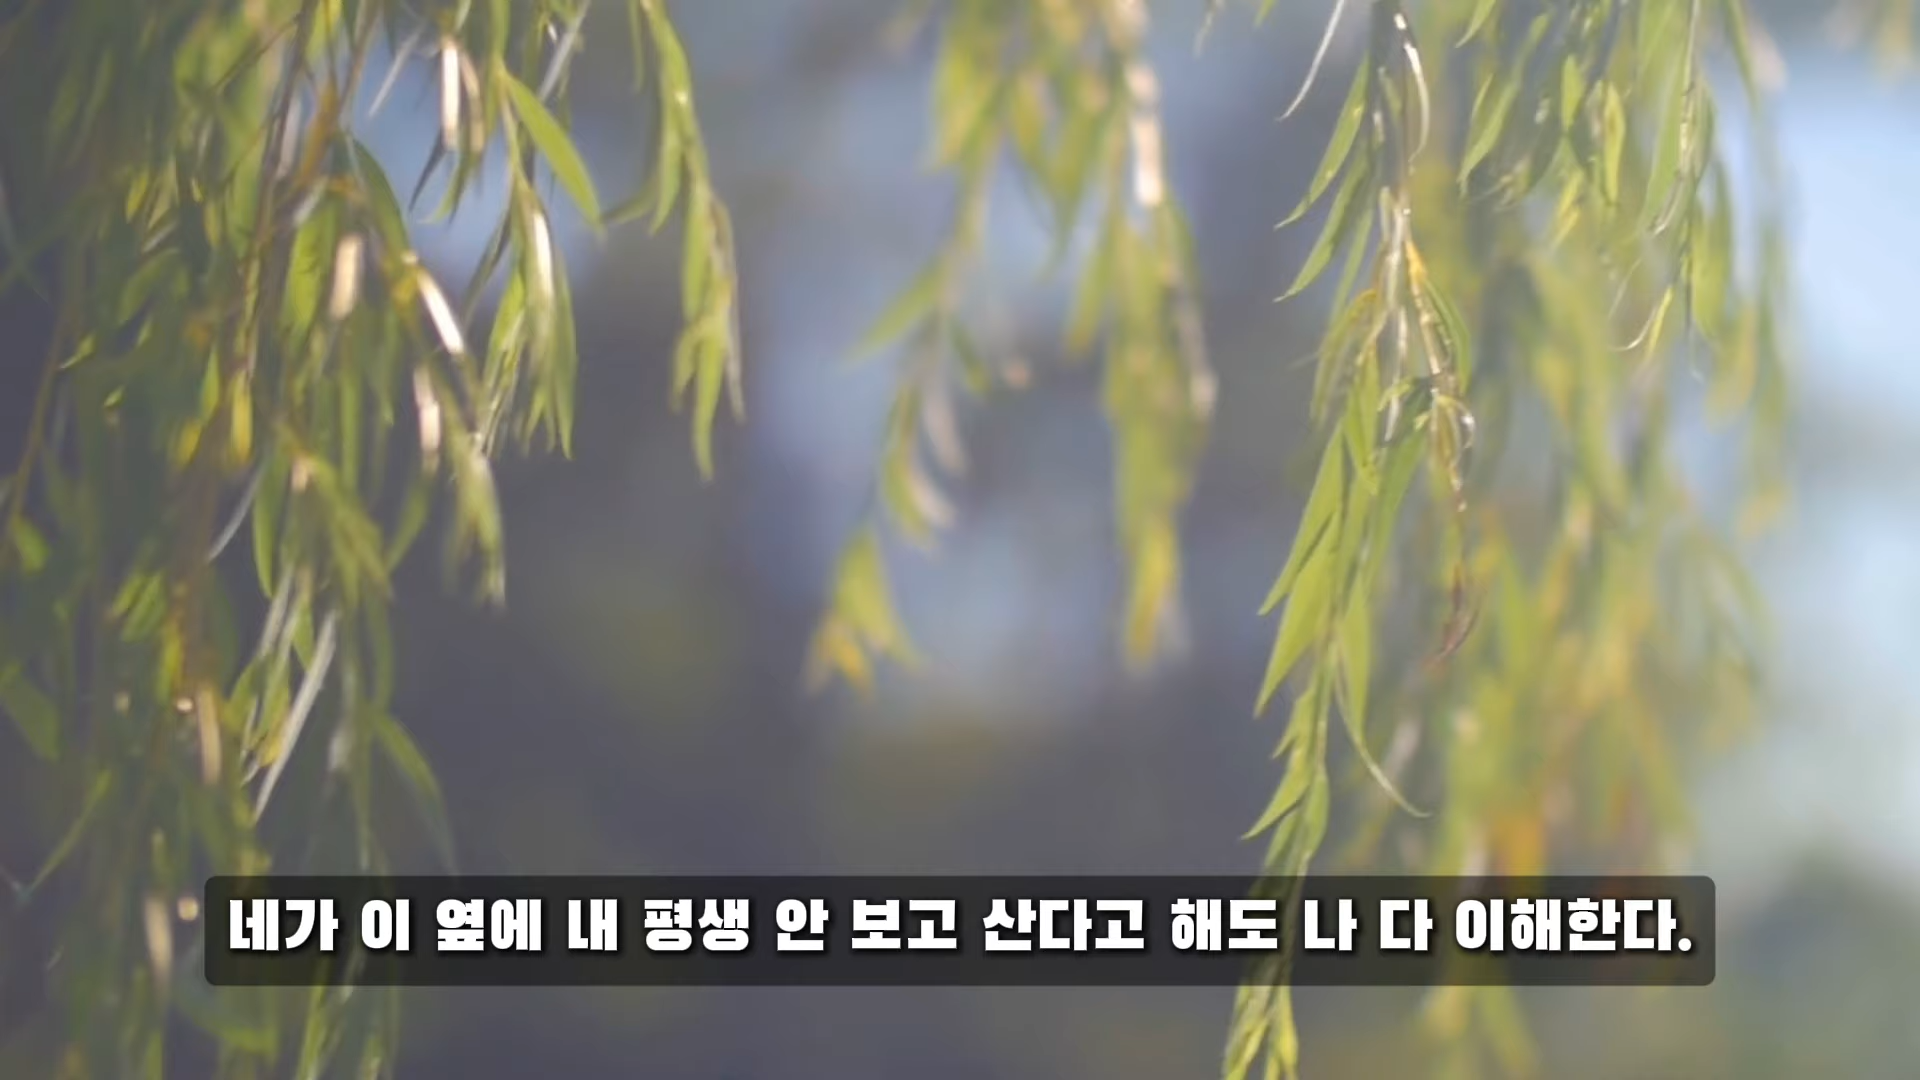 네가 이 옆에 내 평생 안 보고 산다고 해도 나 다 이해한다.